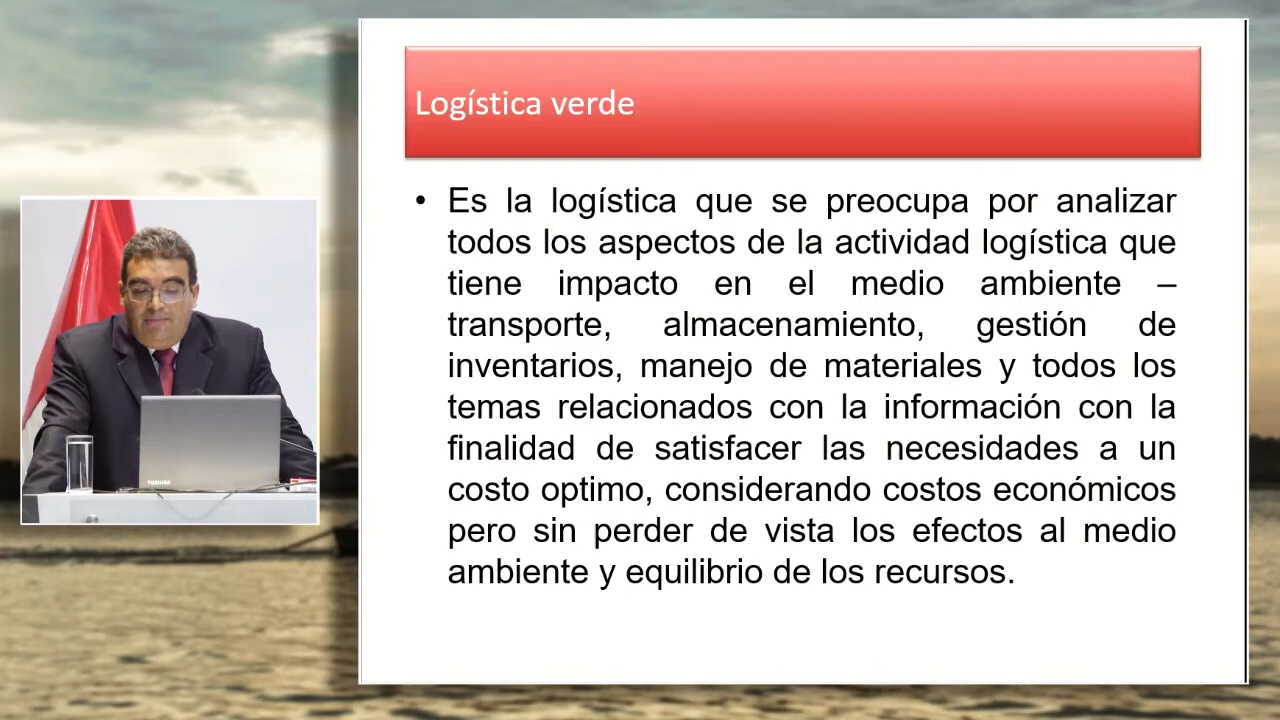 Logística verde
• Es la logística que se preocupa por analizar
todos los aspectos de la actividad logística que
tiene impacto en el medio ambiente –
transporte, almacenamiento, gestión de
inventarios, manejo de materiales y todos los
temas relacionados con la información con la
finalidad de satisfacer las necesidades a un
costo optimo, considerando costos económicos
pero sin perder de vista los efectos al medio
ambiente y equilibrio de los recursos.
TOSHIBA